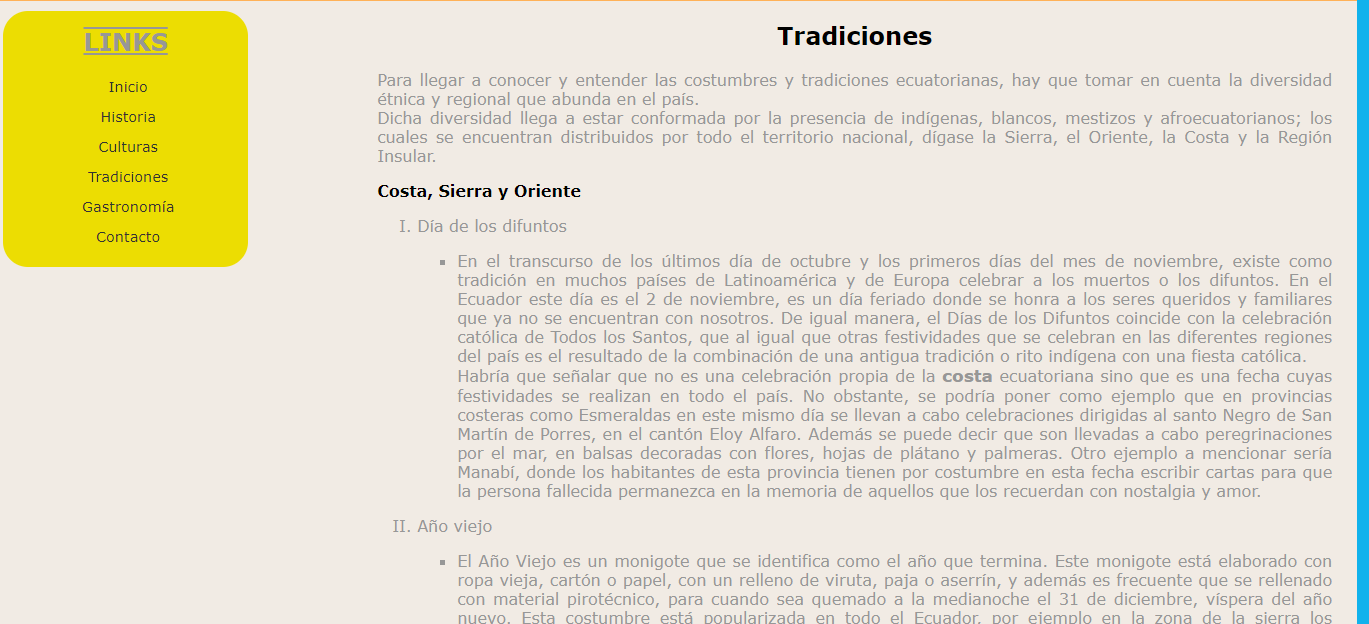 LINKS
Inicio
Historia
Culturas
Tradiciones
Gastronomía
Contacto
Tradiciones
Para llegar a conocer y entender las costumbres y tradiciones ecuatorianas, hay que tomar en cuenta la diversidad
étnica y regional que abunda en el país.
Dicha diversidad llega a estar conformada por la presencia de indígenas, blancos, mestizos y afroecuatorianos; los
cuales se encuentran distribuidos por todo el territorio nacional, dígase la Sierra, el Oriente, la Costa y la Región
Insular.
Costa, Sierra y Oriente
I. Día de los difuntos
▪ En el transcurso de los últimos día de octubre y los primeros días del mes de noviembre, existe como
tradición en muchos países de Latinoamérica y de Europa celebrar a los muertos o los difuntos. En el
Ecuador este día es el 2 de noviembre, es un día feriado donde se honra a los seres queridos y familiares
que ya no se encuentran con nosotros. De igual manera, el Días de los Difuntos coincide con la celebración
católica de Todos los Santos, que al igual que otras festividades que se celebran en las diferentes regiones
del país es el resultado de la combinación de una antigua tradición o rito indígena con una fiesta católica.
Habría que señalar que no es una celebración propia de la costa ecuatoriana sino que es una fecha cuyas
festividades se realizan en todo el país. No obstante, se podría poner como ejemplo que en provincias
costeras como Esmeraldas en este mismo día se llevan a cabo celebraciones dirigidas al santo Negro de San
Martín de Porres, en el cantón Eloy Alfaro. Además se puede decir que son llevadas a cabo peregrinaciones
por el mar, en balsas decoradas con flores, hojas de plátano y palmeras. Otro ejemplo a mencionar sería
Manabí, donde los habitantes de esta provincia tienen por costumbre en esta fecha escribir cartas para que
la persona fallecida permanezca en la memoria de aquellos que los recuerdan con nostalgia y amor.
II. Año viejo
▪ El Año Viejo es un monigote que se identifica como el año que termina. Este monigote está elaborado con
ropa vieja, cartón o papel, con un relleno de viruta, paja o aserrín, y además es frecuente que se rellenado
con material pirotécnico, para cuando sea quemado a la medianoche el 31 de diciembre, víspera del año
nuevo. Esta costumbre está popularizada en todo el Ecuador, por ejemplo en la zona de la sierra los